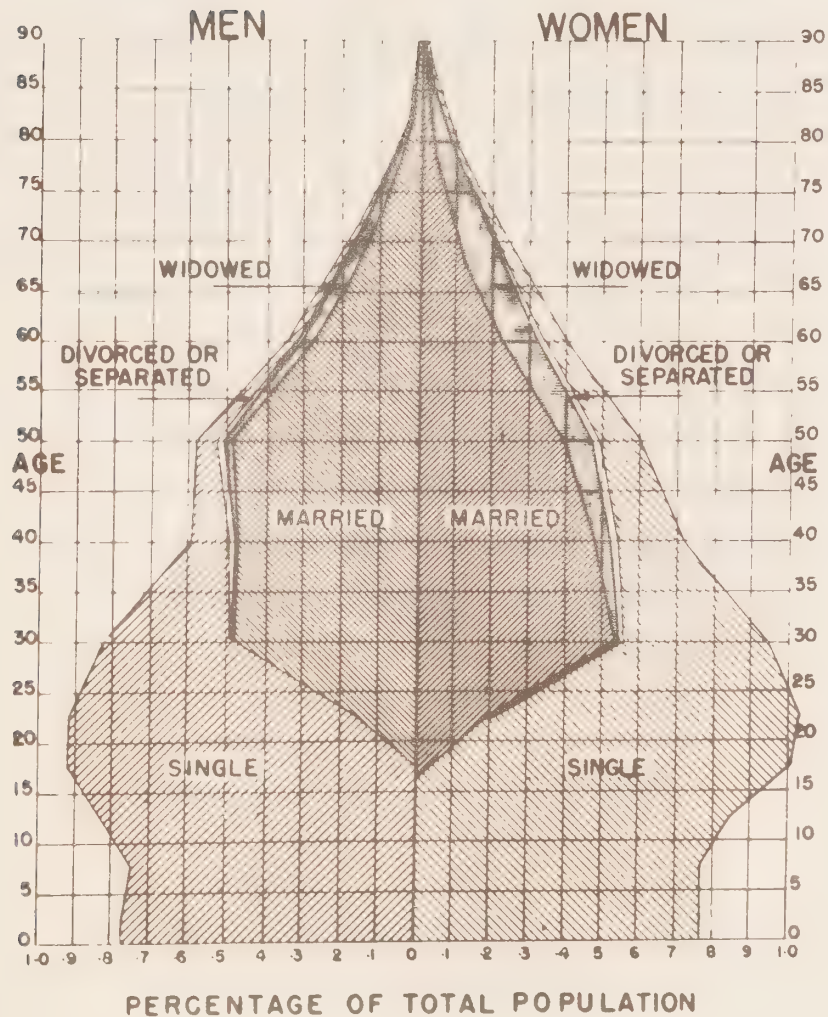 MEN WOMEN
90 90
85 85
80 80
75 75
70 70
WIDOWED WIDOWED
65 65
60 60
DIVORCED OR SEPARATED DIVORCED OR SEPARATED
55 55
50 50
AGE AGE
45 45
MARRIED MARRIED
40 40
35 35
30 30
25 25
20 20
SINGLE SINGLE
15 15
10 10
5 5
0 0
1·0 ·9 ·8 ·7 ·6 ·5 ·4 ·3 ·2 ·1 0 ·1 ·2 ·3 ·4 ·5 ·6 ·7 ·8 ·9 1·0
PERCENTAGE OF TOTAL POPULATION